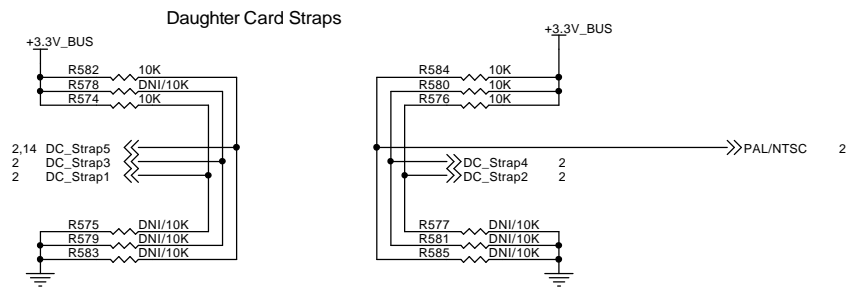 Daughter Card Straps
+3.3V_BUS
R582 10K
R578 DNI/10K
R574 10K
2,14 DC_Strap5
2 DC_Strap3
2 DC_Strap1
R575 DNI/10K
R579 DNI/10K
R583 DNI/10K
+3.3V_BUS
R584 10K
R580 10K
R576 10K
PAL/NTSC 2
DC_Strap4 2
DC_Strap2 2
R577 DNI/10K
R581 DNI/10K
R585 DNI/10K